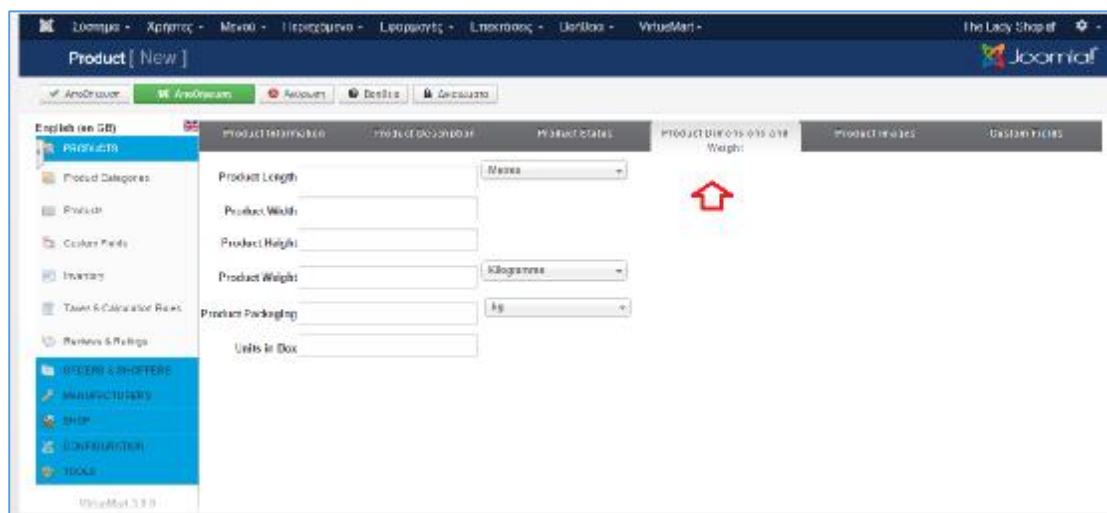 Σύστημα Χρήστες Μενού Περιεχόμενο Εφαρμογές Επεκτάσεις Βοήθεια VirtueMart The Lady Shop of
Product [ New ] Joomla!
Αποθήκευση Ακύρωση Βοήθεια
English (en GB) Product Information Product Description Product Status Product Dimensions and Weight Product Images Custom Fields
PRODUCTS
Product Categories
Products
Custom Fields
Inventory
Taxes & Calculation Rules
Reviews & Ratings
ORDERS & SHOPPERS
MANUFACTURERS
SHOP
CONFIGURATION
TOOLS
Product Length
Product Width
Product Height
Product Weight Kilogramme
Product Packaging kg
Units in Box